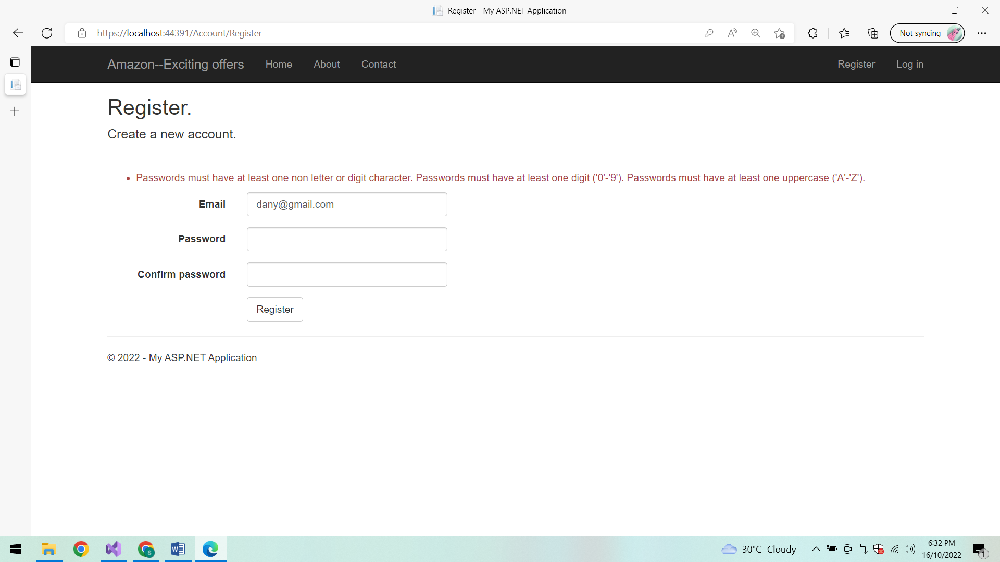 Register - My ASP.NET Application
https://localhost:44391/Account/Register
Not syncing
Amazon--Exciting offers Home About Contact Register Log in
Register.
Create a new account.
Passwords must have at least one non letter or digit character. Passwords must have at least one digit ('0'-'9'). Passwords must have at least one uppercase ('A'-'Z').
Email dany@gmail.com
Password
Confirm password
Register
© 2022 - My ASP.NET Application
30°C Cloudy
6:32 PM
16/10/2022
1